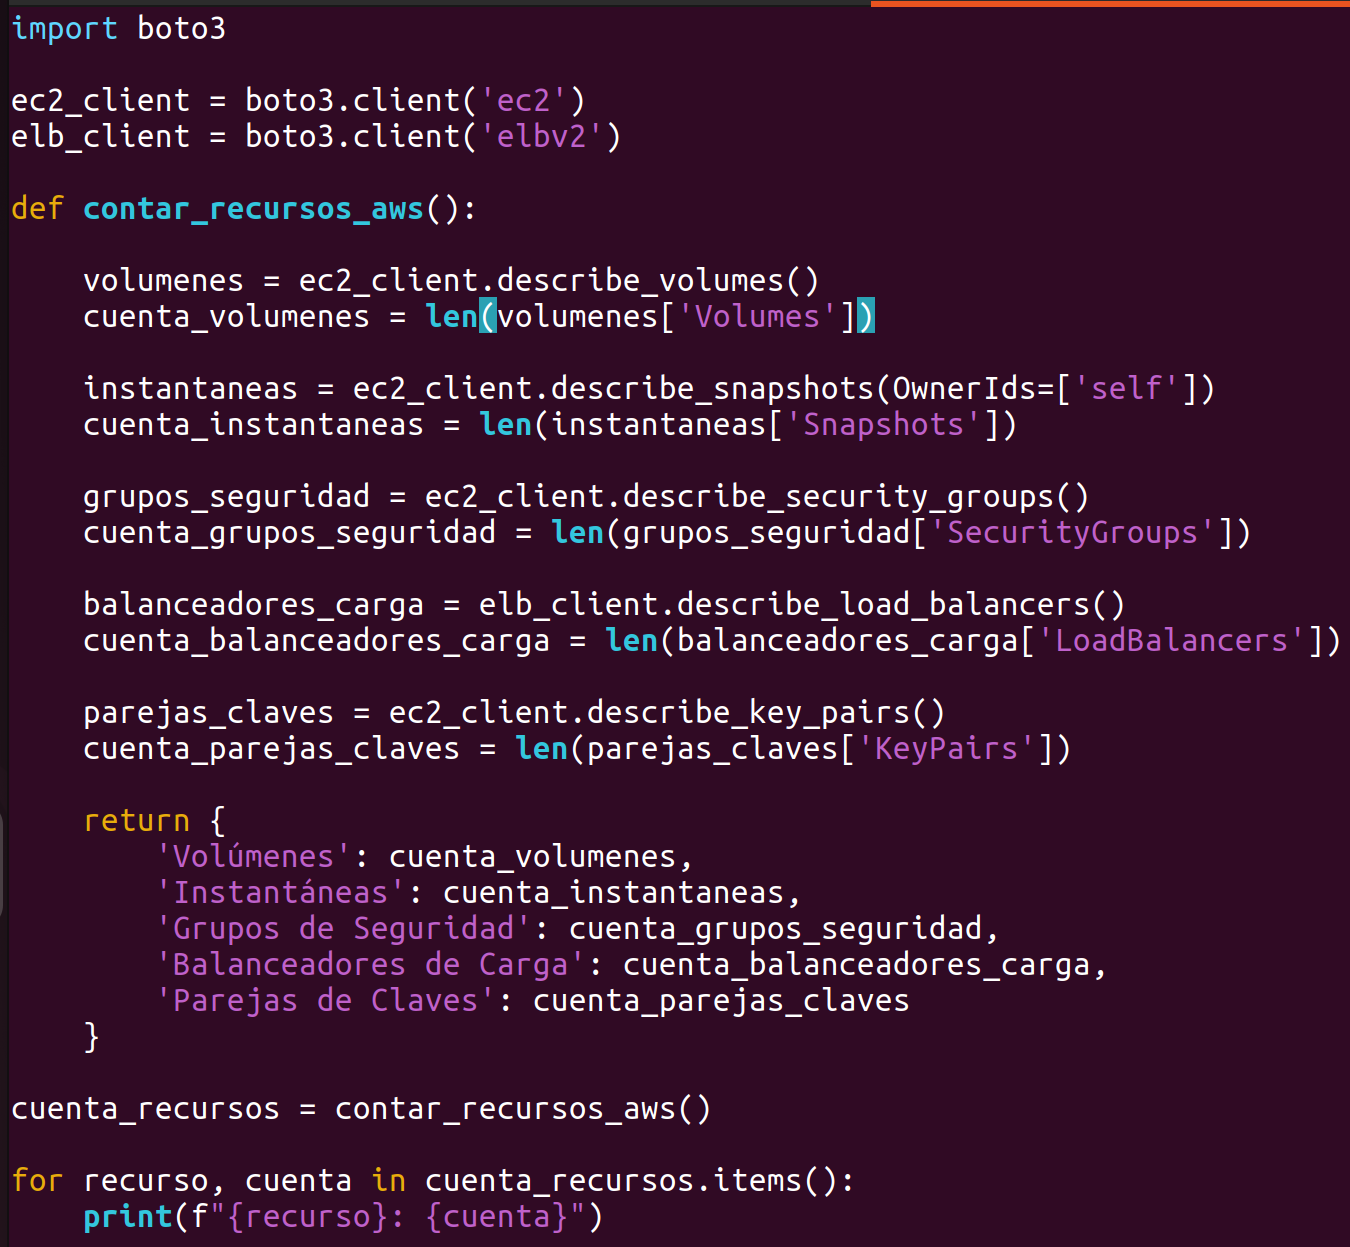 import boto3

ec2_client = boto3.client('ec2')
elb_client = boto3.client('elbv2')

def contar_recursos_aws():

    volumenes = ec2_client.describe_volumes()
    cuenta_volumenes = len(volumenes['Volumes'])

    instantaneas = ec2_client.describe_snapshots(OwnerIds=['self'])
    cuenta_instantaneas = len(instantaneas['Snapshots'])

    grupos_seguridad = ec2_client.describe_security_groups()
    cuenta_grupos_seguridad = len(grupos_seguridad['SecurityGroups'])

    balanceadores_carga = elb_client.describe_load_balancers()
    cuenta_balanceadores_carga = len(balanceadores_carga['LoadBalancers'])

    parejas_claves = ec2_client.describe_key_pairs()
    cuenta_parejas_claves = len(parejas_claves['KeyPairs'])

    return {
        'Volúmenes': cuenta_volumenes,
        'Instantáneas': cuenta_instantaneas,
        'Grupos de Seguridad': cuenta_grupos_seguridad,
        'Balanceadores de Carga': cuenta_balanceadores_carga,
        'Parejas de Claves': cuenta_parejas_claves
    }

cuenta_recursos = contar_recursos_aws()

for recurso, cuenta in cuenta_recursos.items():
    print(f"{recurso}: {cuenta}")